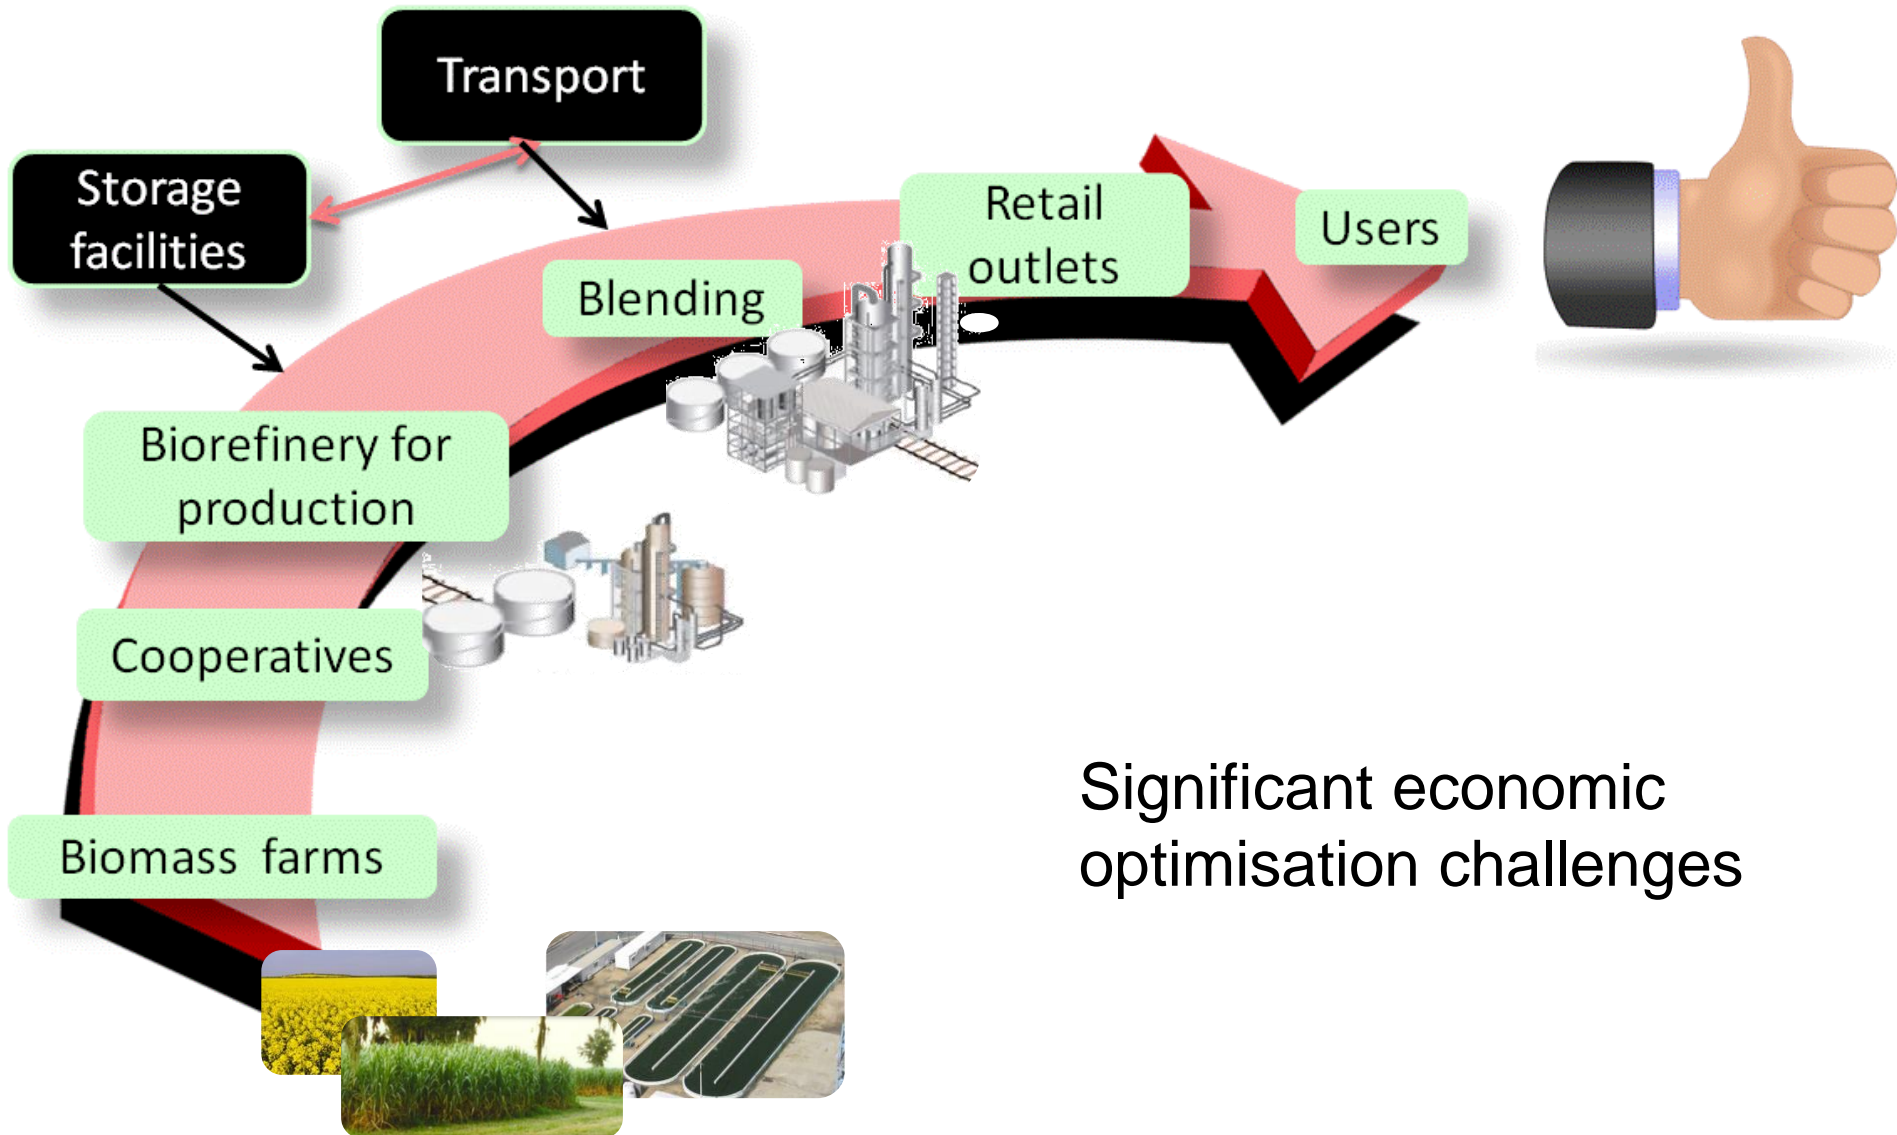 Transport
Storage
facilities
Retail
outlets
Users
Blending
Biorefinery for
production
Cooperatives
Biomass farms
Significant economic
optimisation challenges